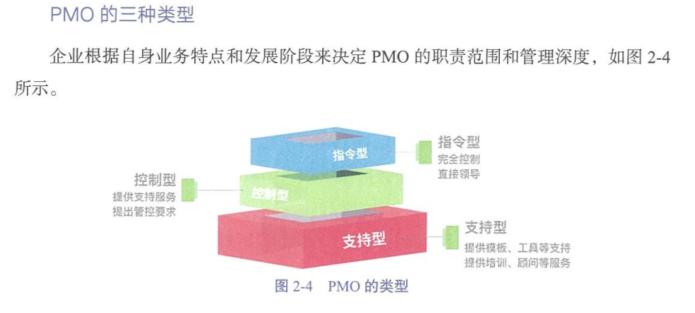 PMO 的三种类型
企业根据自身业务特点和发展阶段来决定 PMO 的职责范围和管理深度，如图 2-4
所示。
指令型
指令型
完全控制
直接领导
控制型
提供支持服务
提出管控要求
控制型
支持型
支持型
提供模板、工具等支持
提供培训、顾问等服务
图 2-4 PMO 的类型